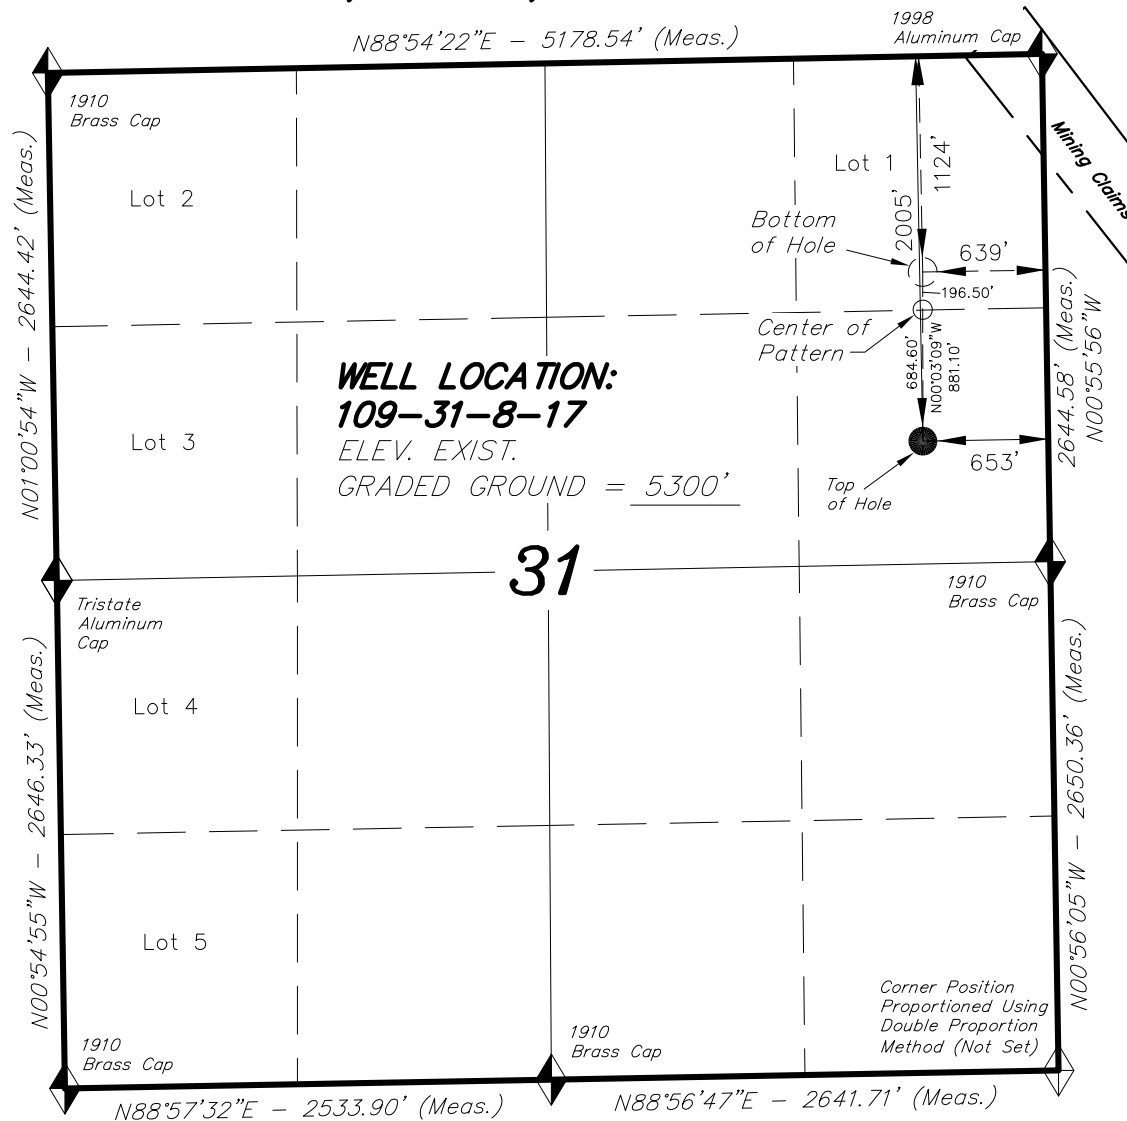 N88°54'22"E - 5178.54' (Meas.)
1998
Aluminum Cap
1910
Brass Cap
Mining Claims
Lot 1
Lot 2
1124'
2005'
N01°00'54"W - 2644.42' (Meas.)
Bottom
of Hole
639'
196.50'
Center of
Pattern
684.60'
N00°03'09"W
881.10'
2644.58' (Meas.)
N00°55'56"W
WELL LOCATION:
109-31-8-17
ELEV. EXIST.
GRADED GROUND = 5300'
Lot 3
653'
Top
of Hole
31
1910
Brass Cap
Tristate
Aluminum
Cap
Lot 4
N00°54'55"W - 2646.33' (Meas.)
N00°56'05"W - 2650.36' (Meas.)
Lot 5
Corner Position
Proportioned Using
Double Proportion
Method (Not Set)
1910
Brass Cap
1910
Brass Cap
N88°57'32"E - 2533.90' (Meas.)
N88°56'47"E - 2641.71' (Meas.)